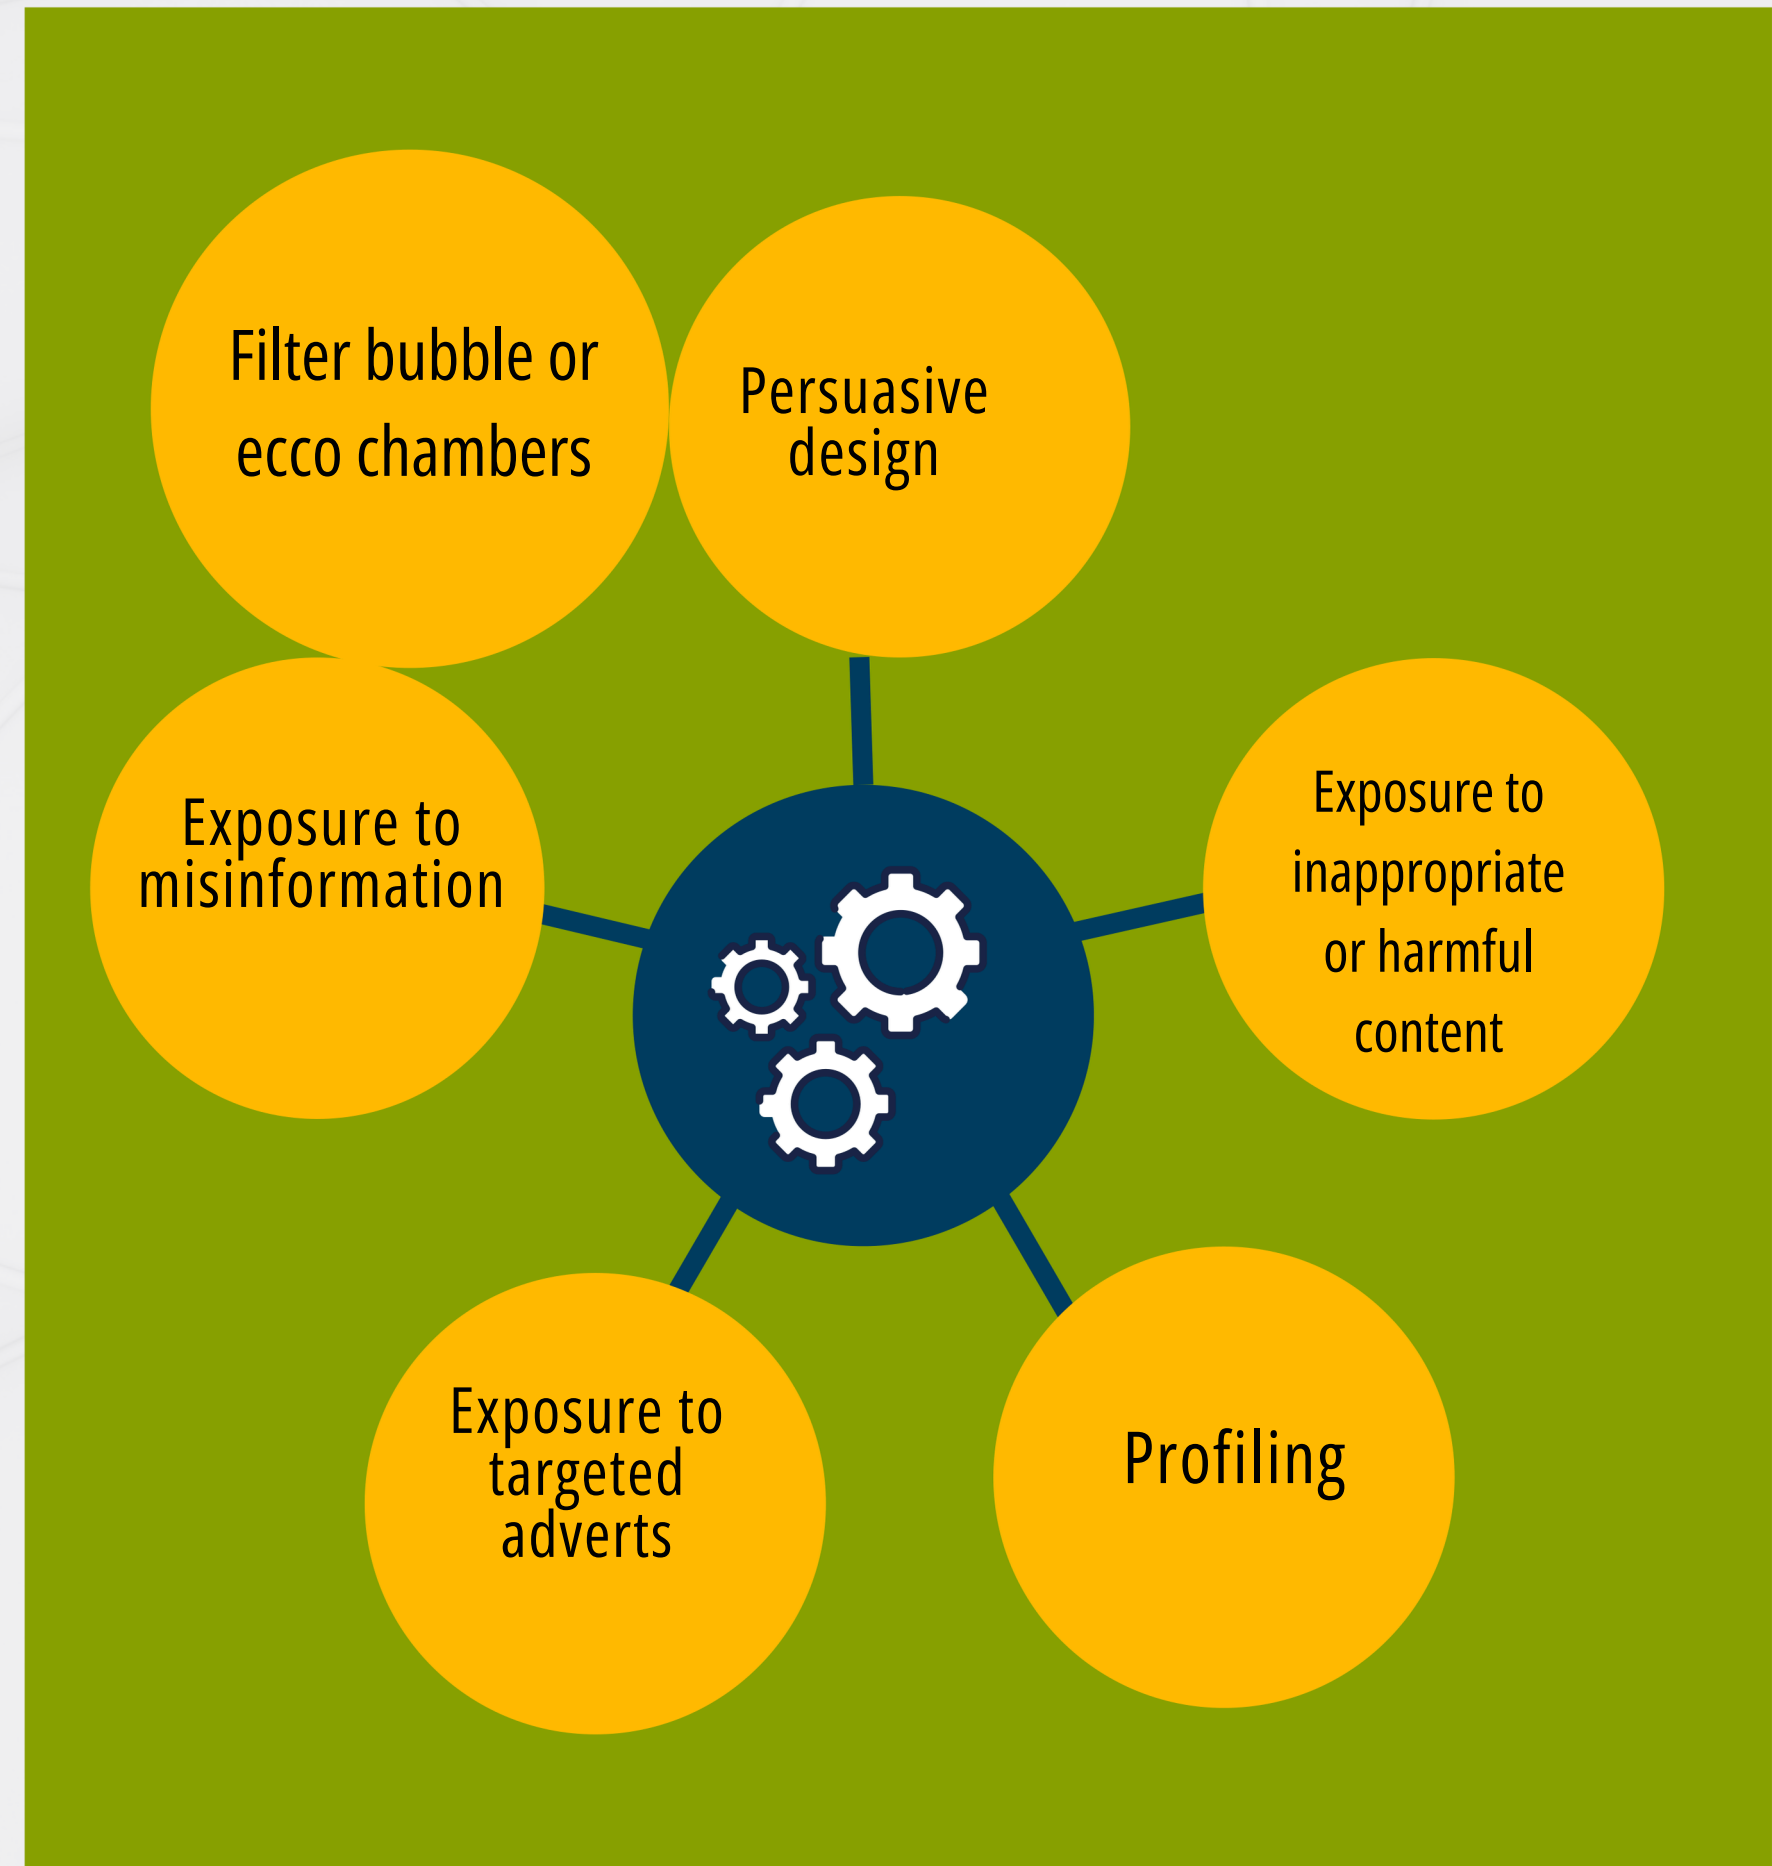 Filter bubble or
ecco chambers
Persuasive
design
Exposure to
misinformation
Exposure to
inappropriate
or harmful
content
Exposure to
targeted
adverts
Profiling